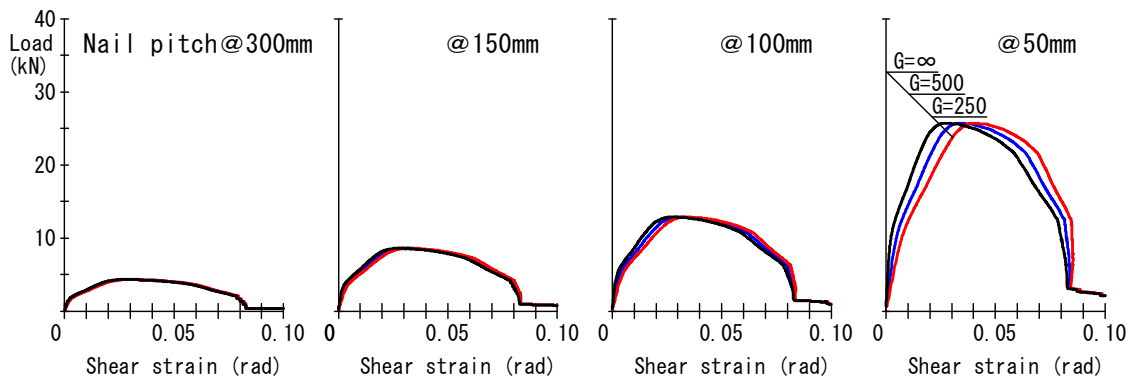 40
Load
(kN)
30
20
10
Nail pitch@300mm
@150mm
@100mm
@50mm
G=∞
G=500
G=250
0 0.05 0.10
0 0.05 0.10
0 0.05 0.10
0 0.05 0.10
Shear strain (rad)
Shear strain (rad)
Shear strain (rad)
Shear strain (rad)